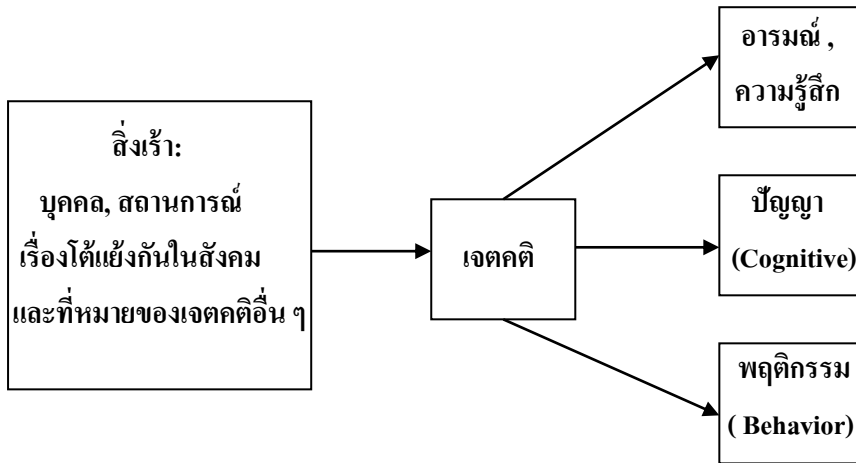 สิ่งเร้า:
บุคคล, สถานการณ์
เรื่องโต้แย้งกันในสังคม
และที่หมายของเจตคติอื่น ๆ
เจตคติ
อารมณ์ ,
ความรู้สึก
ปัญญา
(Cognitive)
พฤติกรรม
( Behavior)